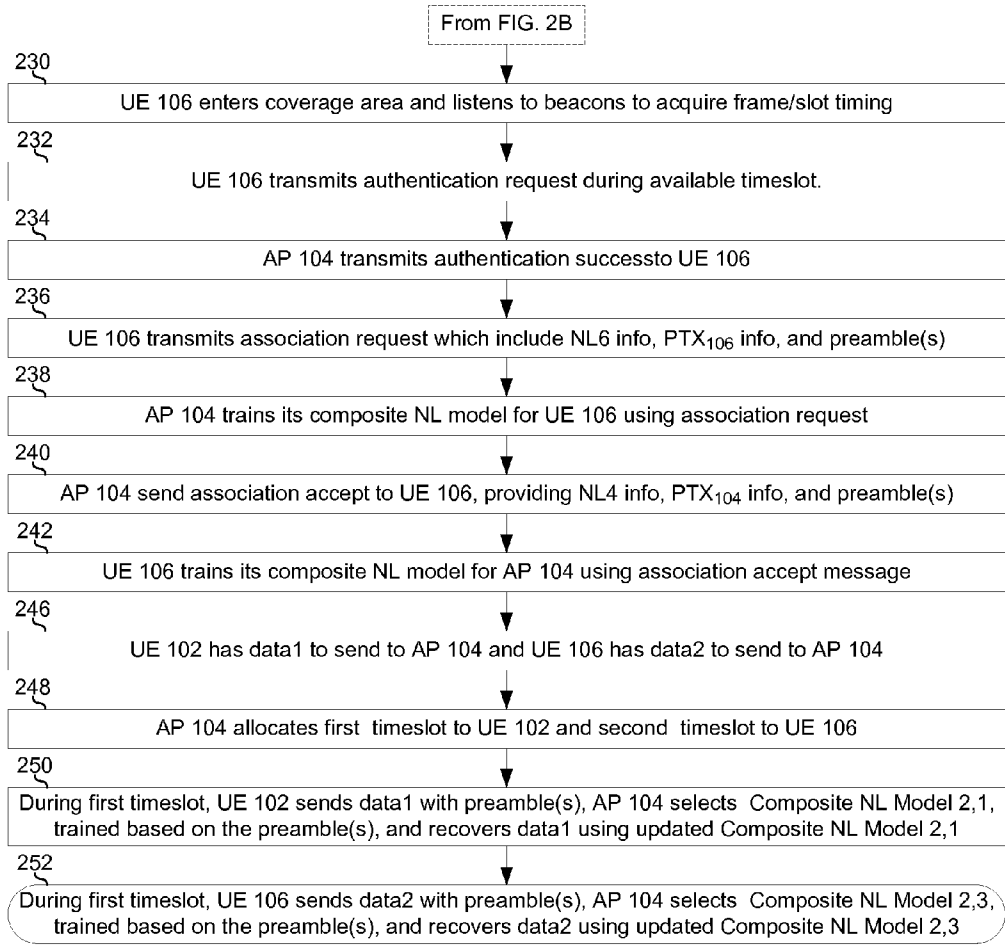 From FIG. 2B
230
UE 106 enters coverage area and listens to beacons to acquire frame/slot timing
232
UE 106 transmits authentication request during available timeslot.
234
AP 104 transmits authentication successto UE 106
236
UE 106 transmits association request which include NL6 info, PTX106 info, and preamble(s)
238
AP 104 trains its composite NL model for UE 106 using association request
240
AP 104 send association accept to UE 106, providing NL4 info, PTX104 info, and preamble(s)
242
UE 106 trains its composite NL model for AP 104 using association accept message
246
UE 102 has data1 to send to AP 104 and UE 106 has data2 to send to AP 104
248
AP 104 allocates first timeslot to UE 102 and second timeslot to UE 106
250
During first timeslot, UE 102 sends data1 with preamble(s), AP 104 selects Composite NL Model 2,1,
trained based on the preamble(s), and recovers data1 using updated Composite NL Model 2,1
252
During first timeslot, UE 106 sends data2 with preamble(s), AP 104 selects Composite NL Model 2,3,
trained based on the preamble(s), and recovers data2 using updated Composite NL Model 2,3